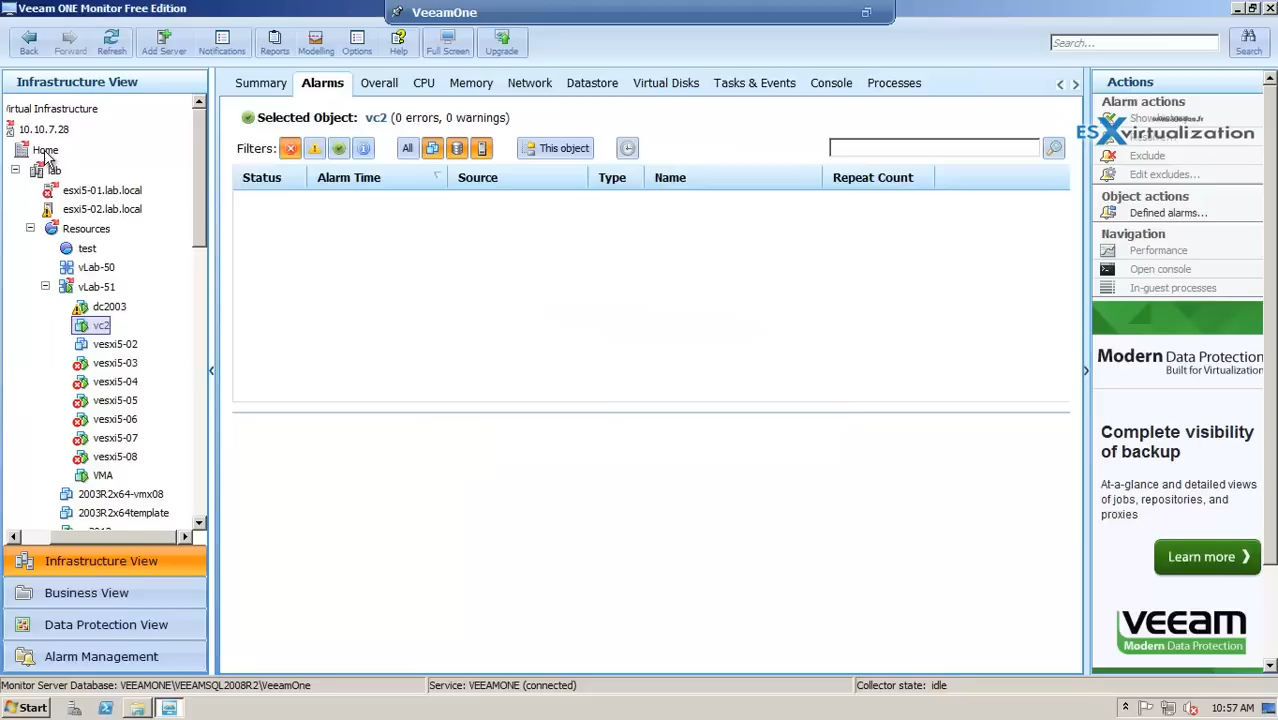 Veeam ONE Monitor Free Edition
VeeamOne
Back
Forward
Refresh
Add Server
Notifications
Reports
Modelling
Options
Help
Full Screen
Upgrade
Search...
Search
Infrastructure View
irtual Infrastructure
10.10.7.28
Home
lab
esxi5-01.lab.local
esxi5-02.lab.local
Resources
test
vLab-50
vLab-51
dc2003
vc2
vesxi5-02
vesxi5-03
vesxi5-04
vesxi5-05
vesxi5-06
vesxi5-07
vesxi5-08
VMA
2003R2x64-vmx08
2003R2x64template
Infrastructure View
Business View
Data Protection View
Alarm Management
Summary
Alarms
Overall
CPU
Memory
Network
Datastore
Virtual Disks
Tasks & Events
Console
Processes
Selected Object: vc2 (0 errors, 0 warnings)
Filters:
All
This object
Status
Alarm Time
Source
Type
Name
Repeat Count
Actions
Alarm actions
ESXvirtualization
Exclude
Edit excludes...
Object actions
Defined alarms...
Navigation
Performance
Open console
In-guest processes
Modern Data Protection
Built for Virtualization
Complete visibility
of backup
At-a-glance and detailed views
of jobs, repositories, and
proxies
Learn more
veeam
Modern Data Protection
Monitor Server Database: VEEAMONE\VEEAMSQL2008R2\VeeamOne
Service: VEEAMONE (connected)
Collector state: idle
Start
10:57 AM